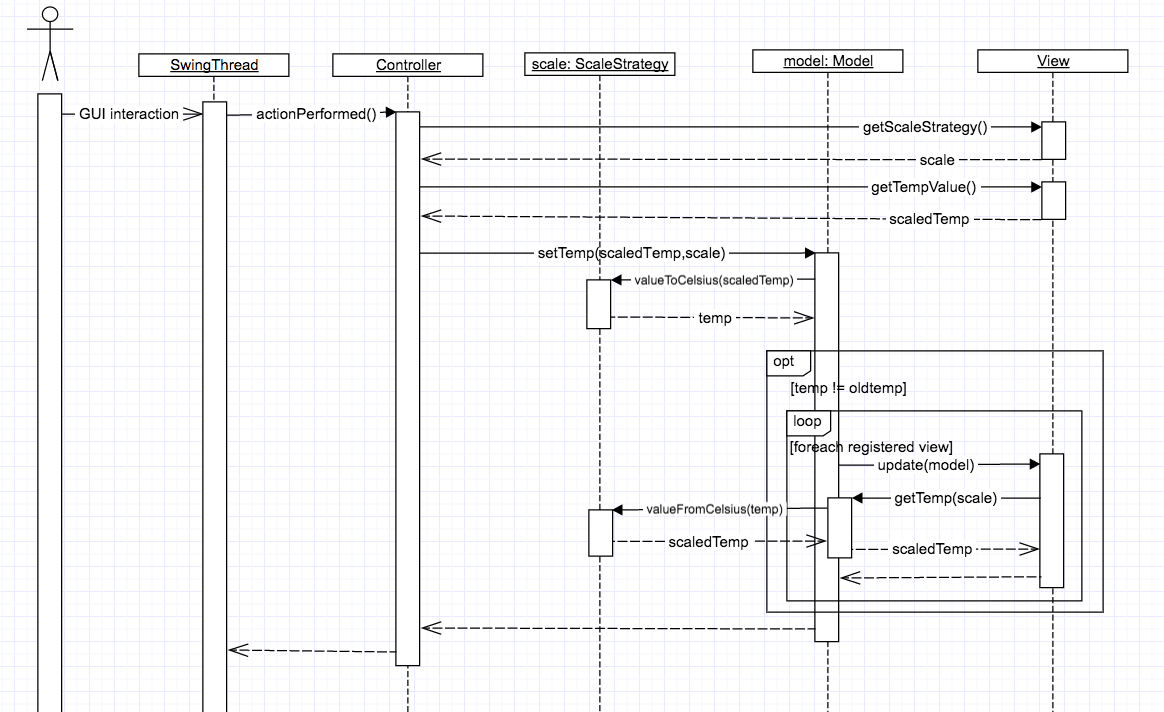 SwingThread
Controller
scale: ScaleStrategy
model: Model
View
GUI interaction
actionPerformed()
getScaleStrategy()
scale
getTempValue()
scaledTemp
setTemp(scaledTemp,scale)
valueToCelsius(scaledTemp)
temp
opt
[temp != oldtemp]
loop
[foreach registered view]
update(model)
getTemp(scale)
valueFromCelsius(temp)
scaledTemp
scaledTemp